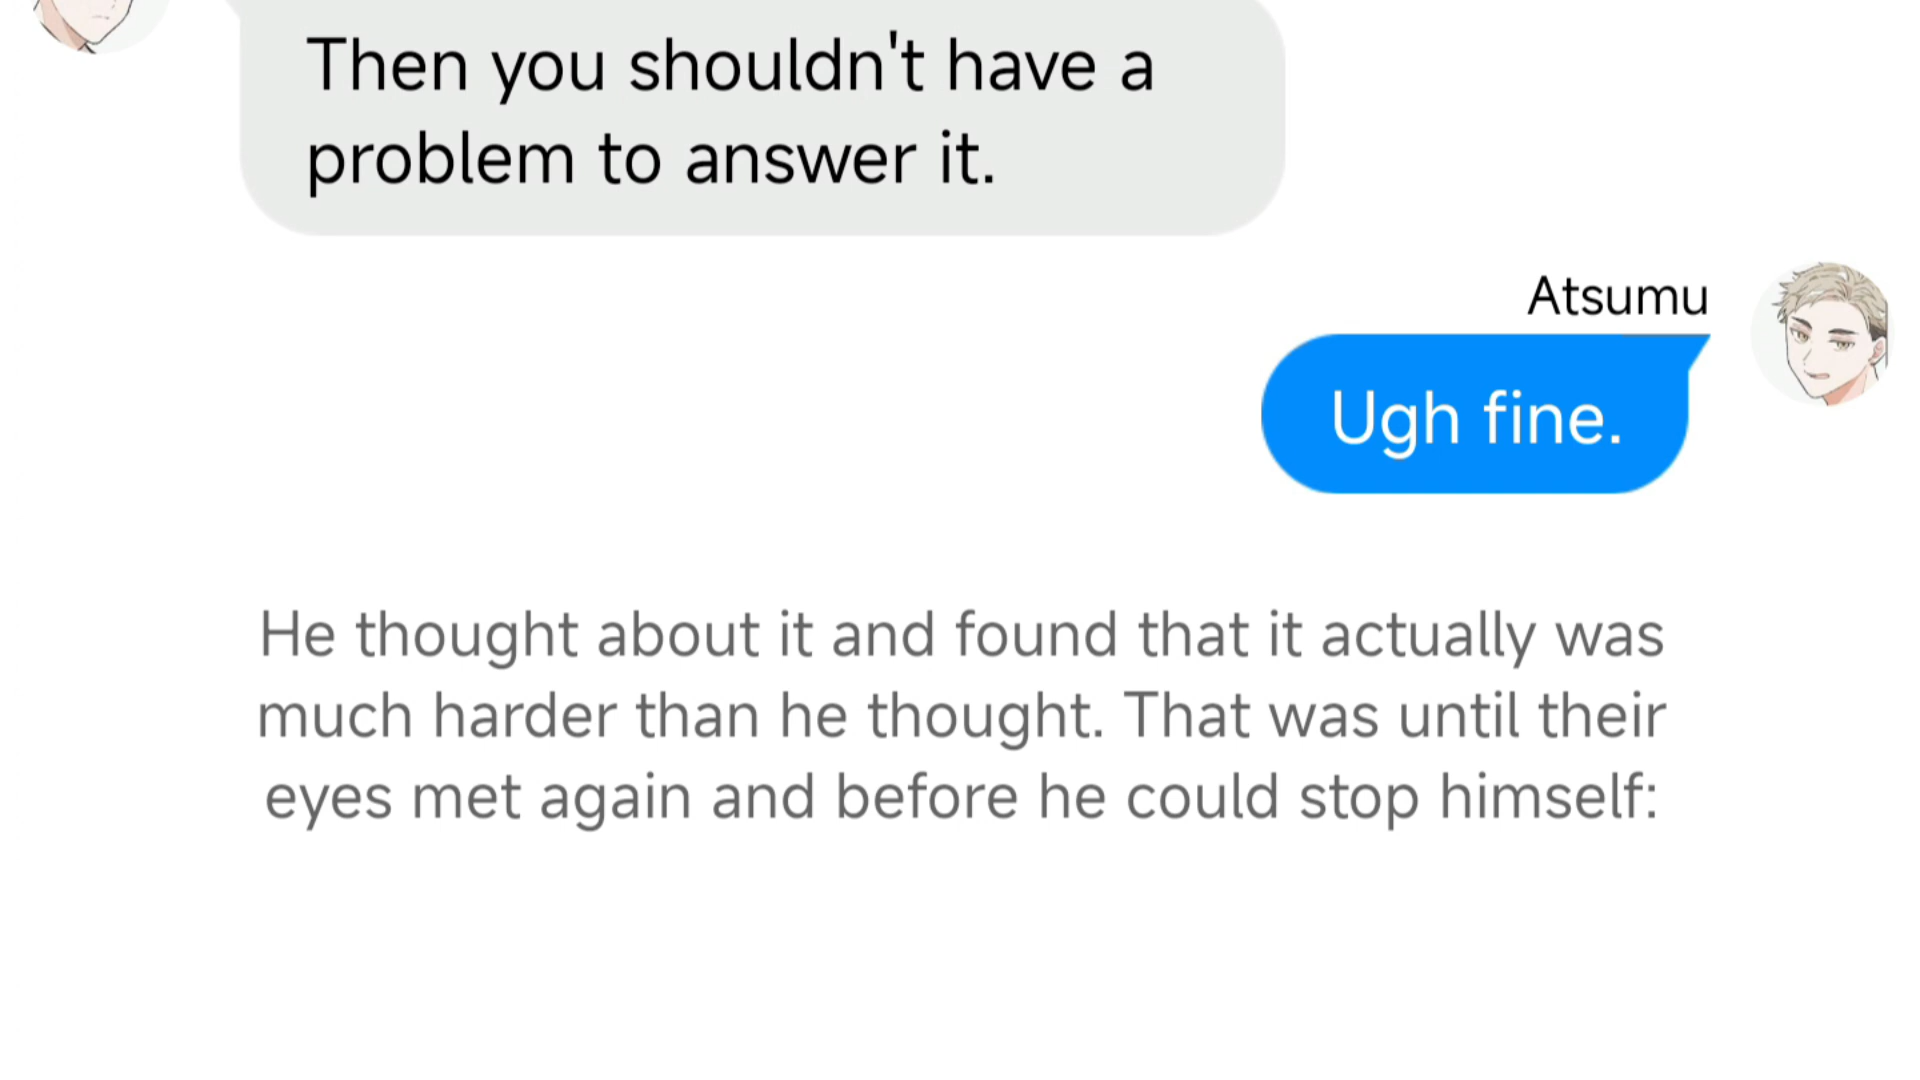 Then you shouldn't have a
problem to answer it.
Atsumu
Ugh fine.
He thought about it and found that it actually was
much harder than he thought. That was until their
eyes met again and before he could stop himself: